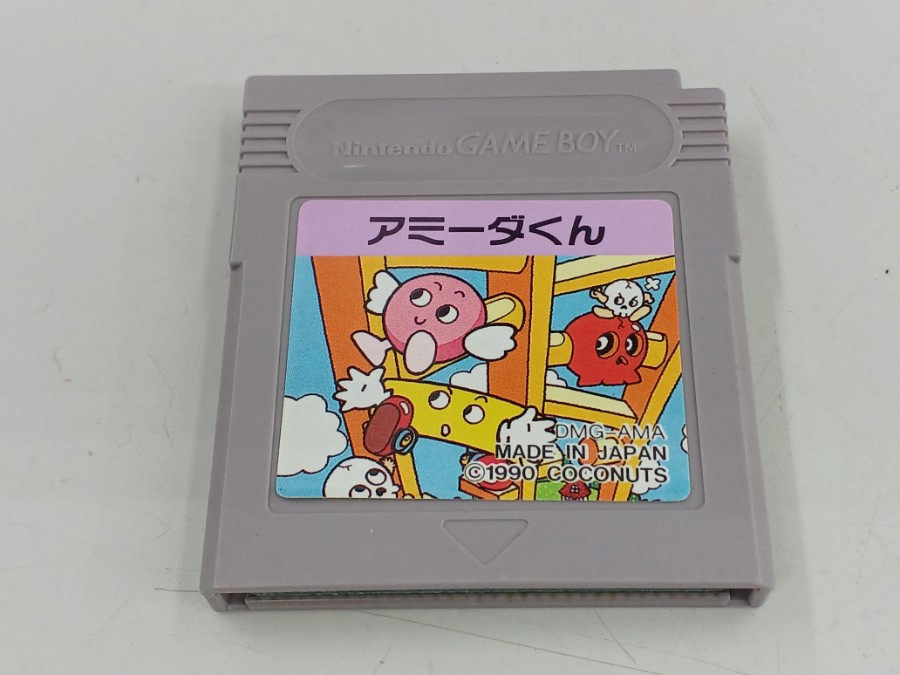 Nintendo GAME BOY TM
アミーダくん
DMG-AMA
MADE IN JAPAN
©1990 COCONUTS